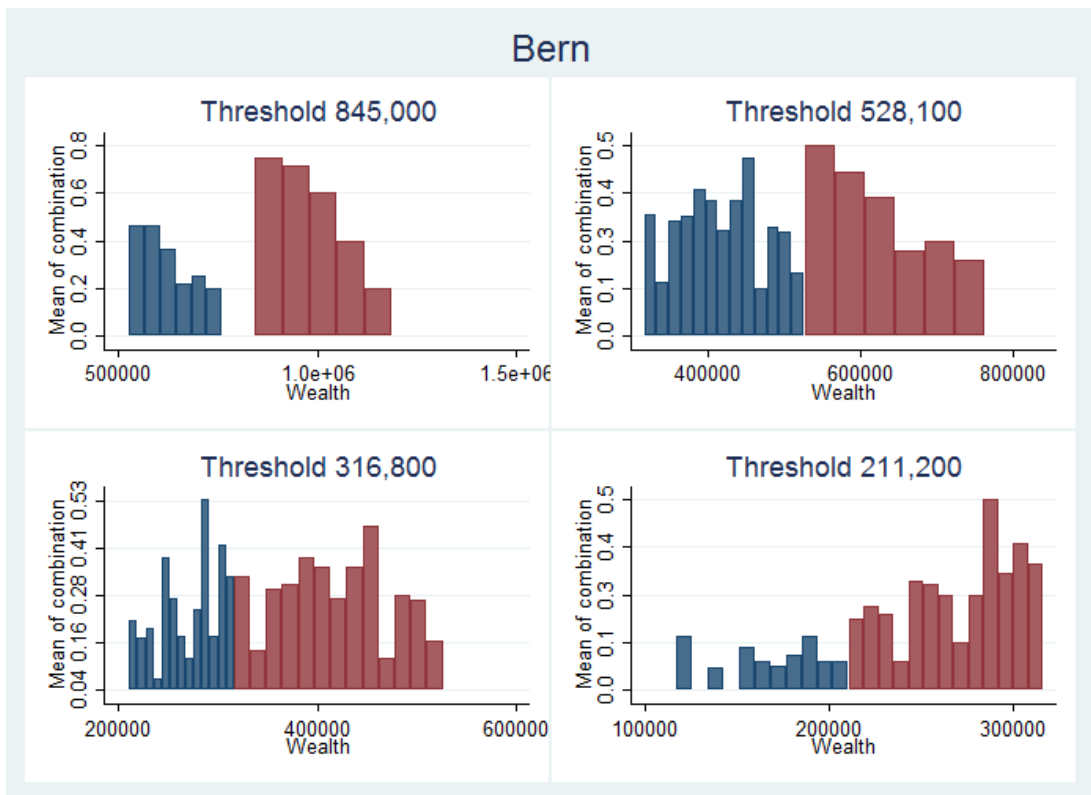 Bern
Threshold 845,000
Mean of combination
0.0 0.2 0.4 0.6 0.8
500000 1.0e+06 1.5e+06
Wealth
Threshold 528,100
Mean of combination
0.0 0.1 0.3 0.4 0.5
400000 600000 800000
Wealth
Threshold 316,800
Mean of combination
0.04 0.16 0.28 0.41 0.53
200000 400000 600000
Wealth
Threshold 211,200
Mean of combination
0.0 0.1 0.3 0.4 0.5
100000 200000 300000
Wealth